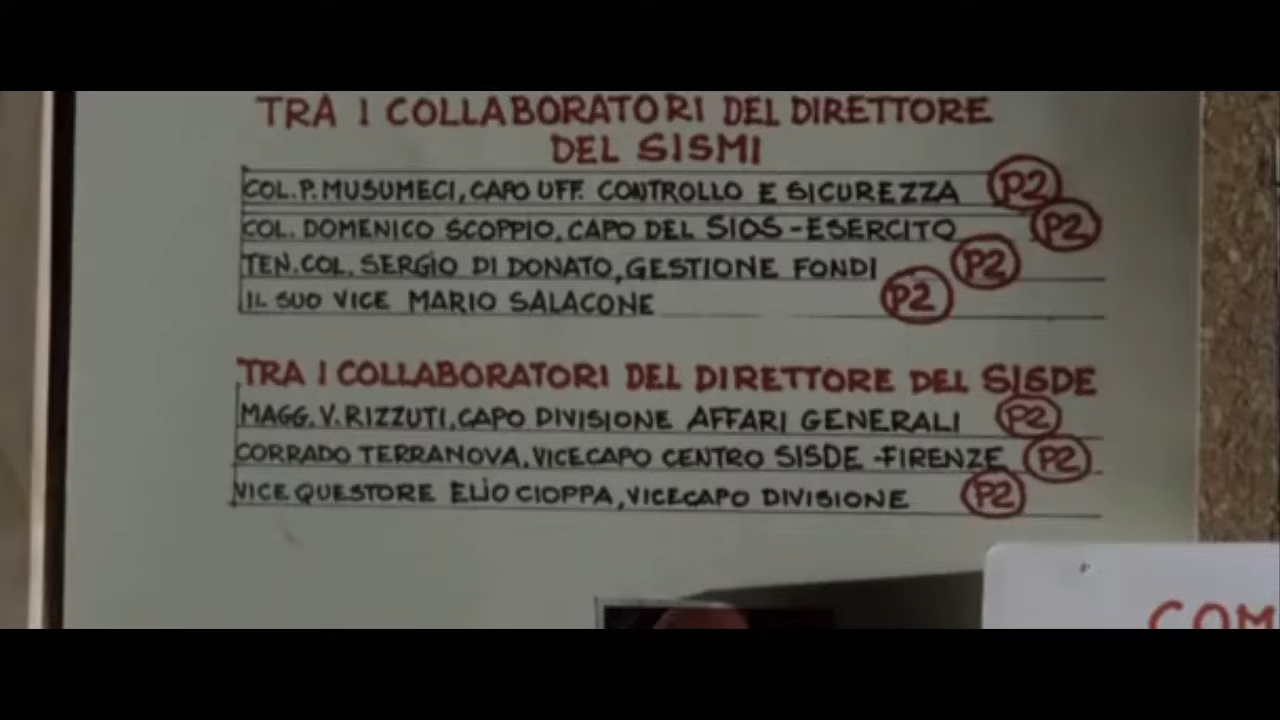 TRA I COLLABORATORI DEL DIRETTORE
DEL SISMI
COL. P. MUSUMECI, CAPO UFF. CONTROLLO E SICUREZZA P2
COL. DOMENICO SCOPPIO, CAPO DEL SIOS-ESERCITO P2
TEN. COL. SERGIO DI DONATO, GESTIONE FONDI P2
IL SUO VICE MARIO SALACONE P2
TRA I COLLABORATORI DEL DIRETTORE DEL SISDE
MAGG. V. RIZZUTI, CAPO DIVISIONE AFFARI GENERALI P2
CORRADO TERRANOVA, VICECAPO CENTRO SISDE-FIRENZE P2
VICE QUESTORE ELIO CIOPPA, VICECAPO DIVISIONE P2
COM